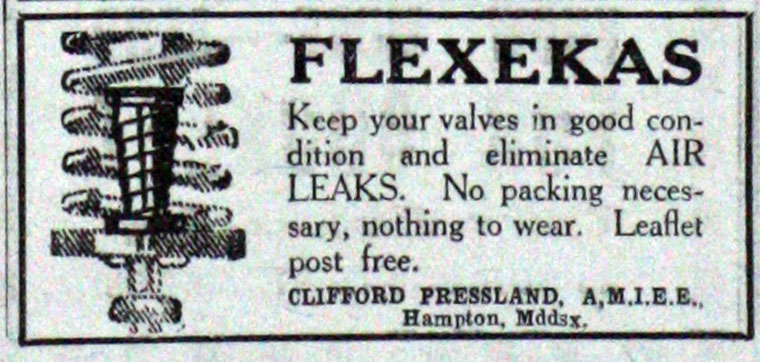 FLEXEKAS
Keep your valves in good con-
dition and eliminate AIR
LEAKS. No packing neces-
sary, nothing to wear. Leaflet
post free.
CLIFFORD PRESSLAND, A.M.I.E.E.,
Hampton, Mddsx.